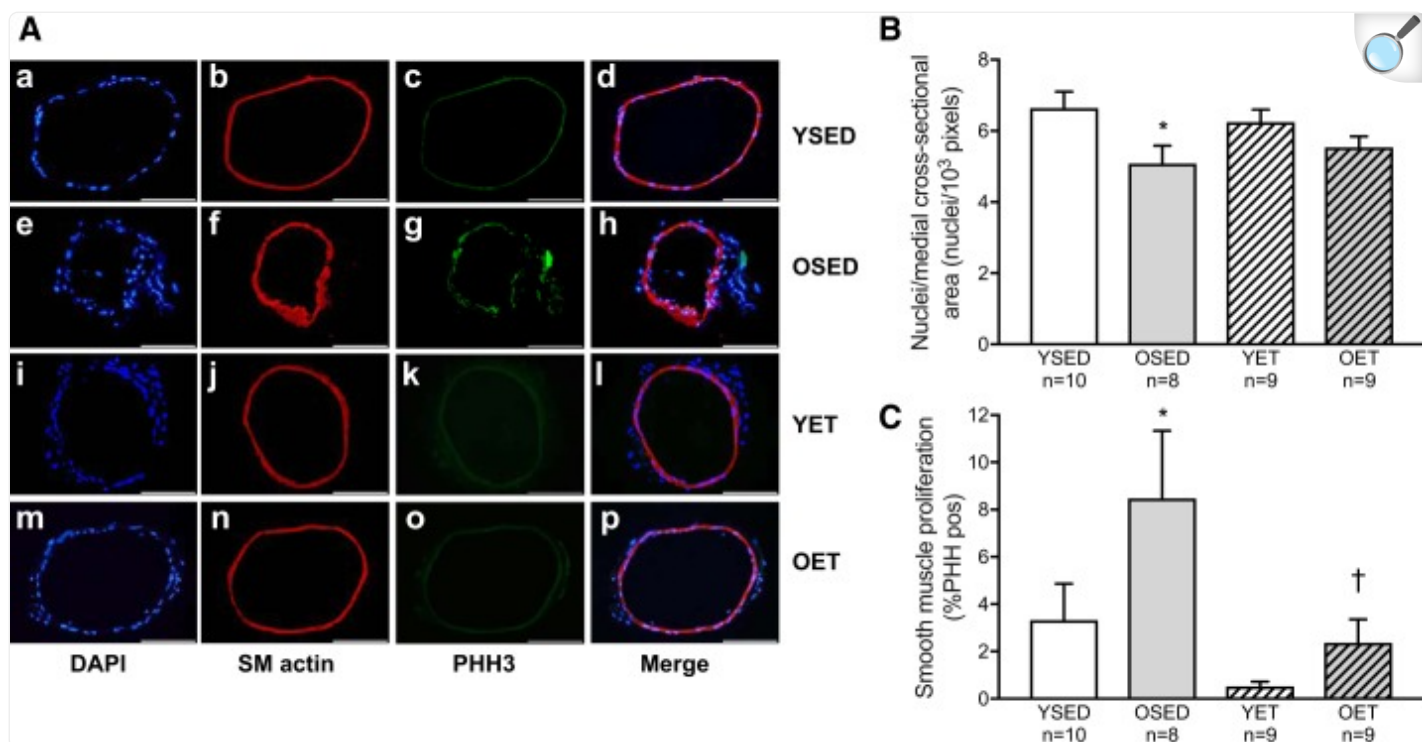 A
a b c d YSED
e f g h OSED
i j k l YET
m n o p OET
DAPI SM actin PHH3 Merge
B
Nuclei/medial cross-sectional
area (nuclei/10³ pixels)
8
6
4
2
0
*
YSED OSED YET OET
n=10 n=8 n=9 n=9
C
Smooth muscle proliferation
(%PHH pos)
12
10
8
6
4
2
0
*
†
YSED OSED YET OET
n=10 n=8 n=9 n=9